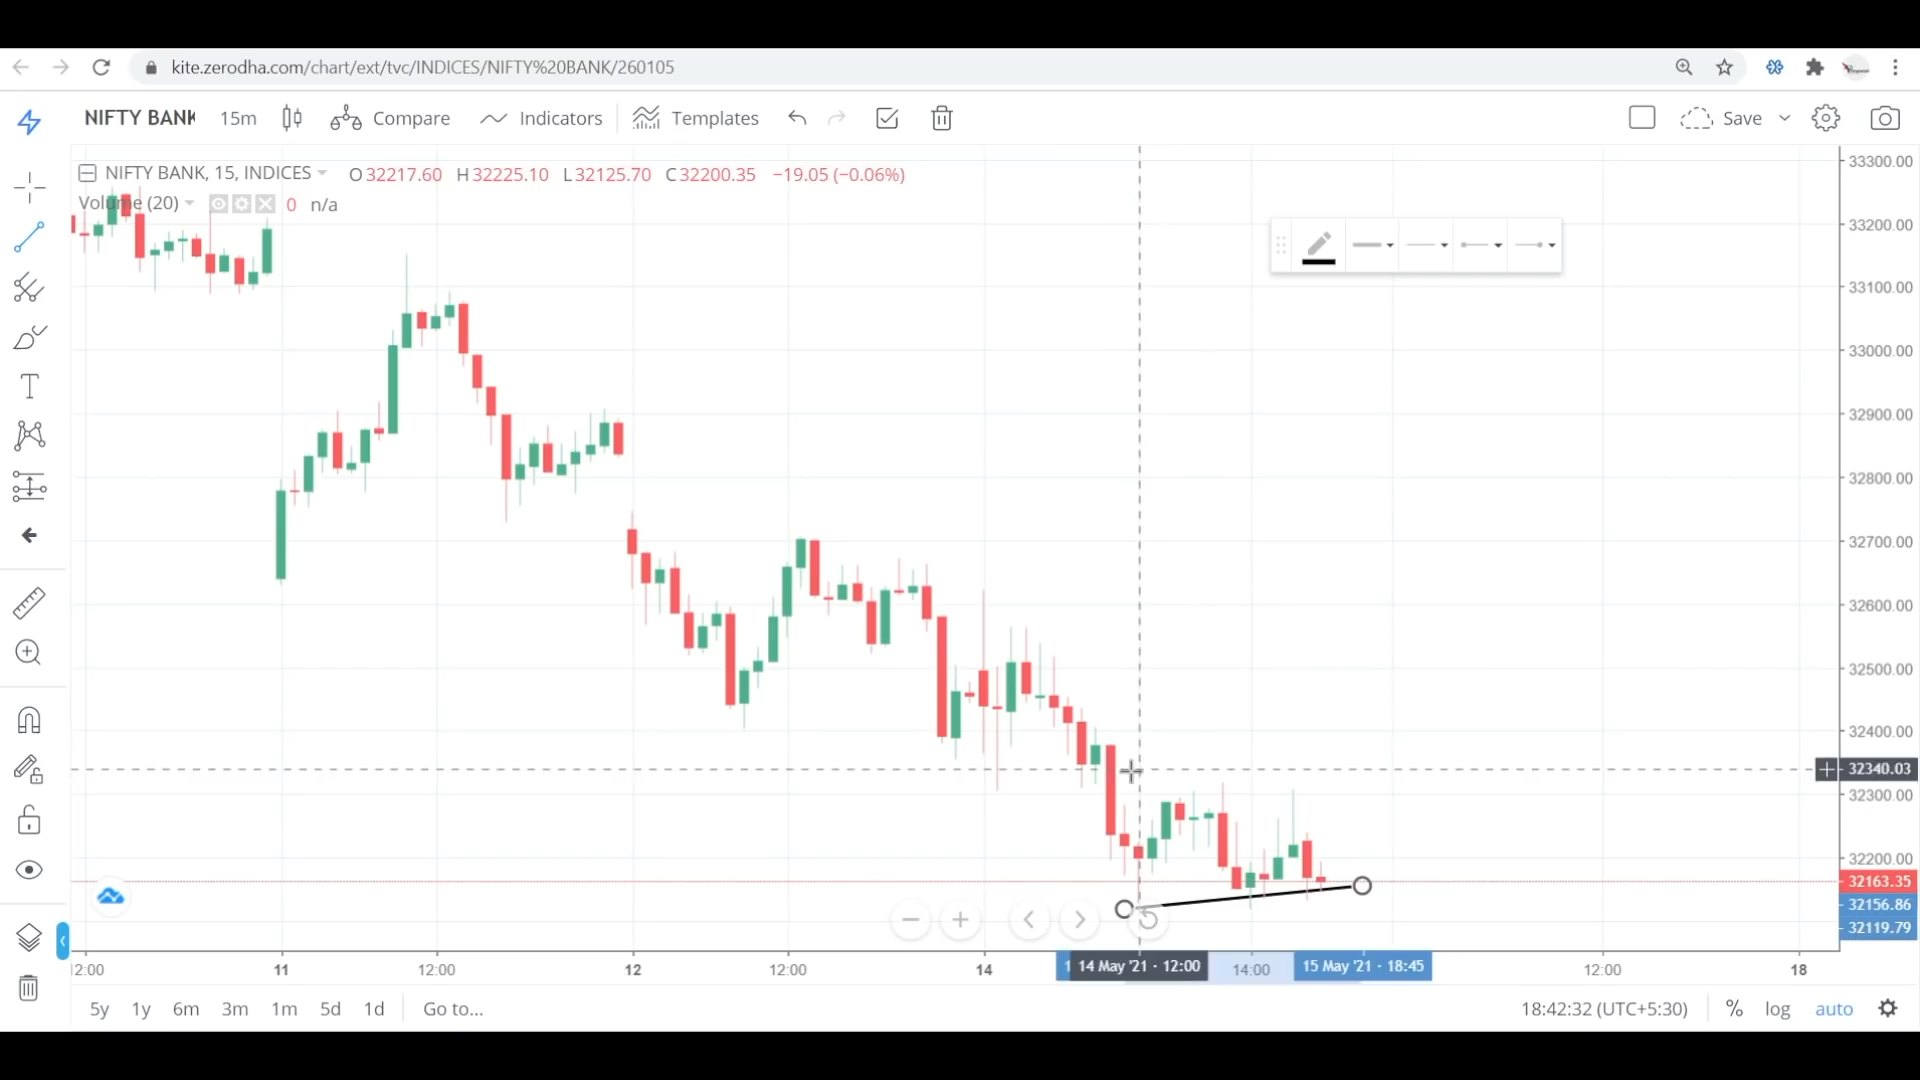 kite.zerodha.com/chart/ext/tvc/INDICES/NIFTY%20BANK/260105
NIFTY BANK 15m Compare Indicators Templates Save
NIFTY BANK, 15, INDICES O32217.60 H32225.10 L32125.70 C32200.35 −19.05 (−0.06%)
Volume (20) 0 n/a
33300.00
33200.00
33100.00
33000.00
32900.00
32800.00
32700.00
32600.00
32500.00
32400.00
32340.03
32300.00
32200.00
32163.35
32156.86
32119.79
12:00 11 12:00 12 12:00 14 14 May '21 · 12:00 14:00 15 May '21 · 18:45 12:00 18
5y 1y 6m 3m 1m 5d 1d Go to... 18:42:32 (UTC+5:30) % log auto